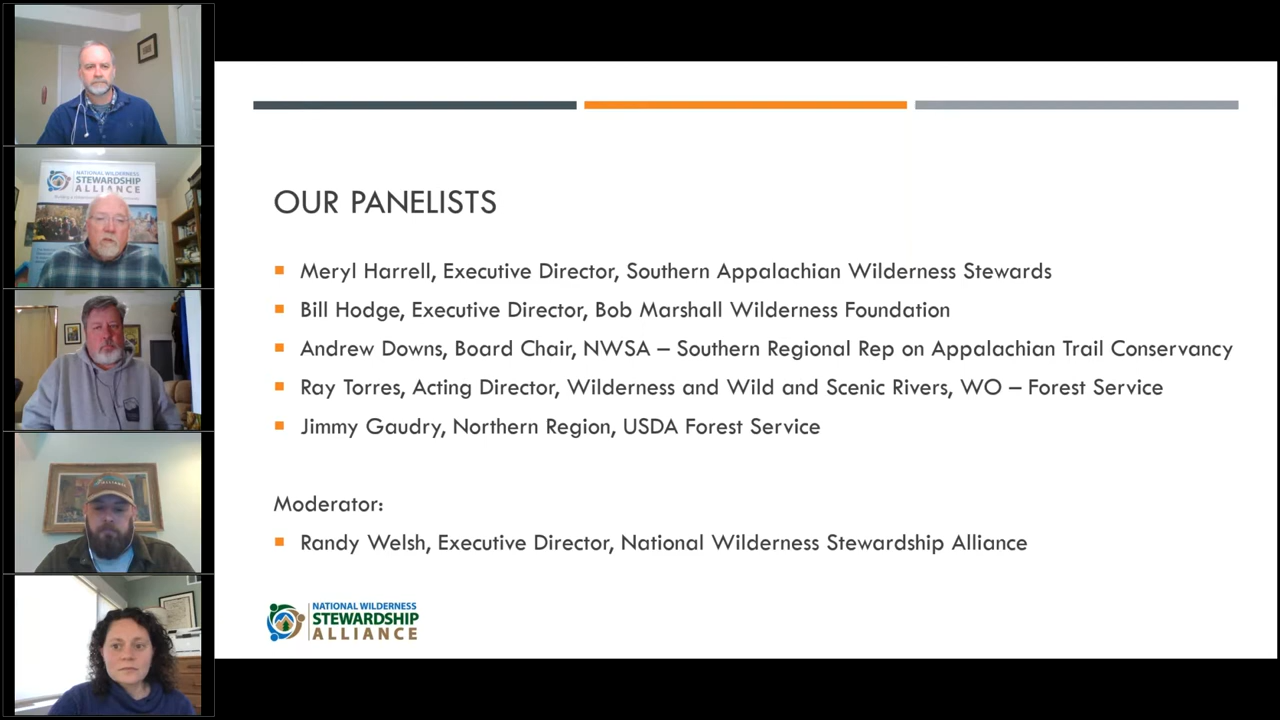 NATIONAL WILDERNESS
STEWARDSHIP
ALLIANCE
OUR PANELISTS
Meryl Harrell, Executive Director, Southern Appalachian Wilderness Stewards
Bill Hodge, Executive Director, Bob Marshall Wilderness Foundation
Andrew Downs, Board Chair, NWSA – Southern Regional Rep on Appalachian Trail Conservancy
Ray Torres, Acting Director, Wilderness and Wild and Scenic Rivers, WO – Forest Service
Jimmy Gaudry, Northern Region, USDA Forest Service
Moderator:
Randy Welsh, Executive Director, National Wilderness Stewardship Alliance
NATIONAL WILDERNESS
STEWARDSHIP
ALLIANCE